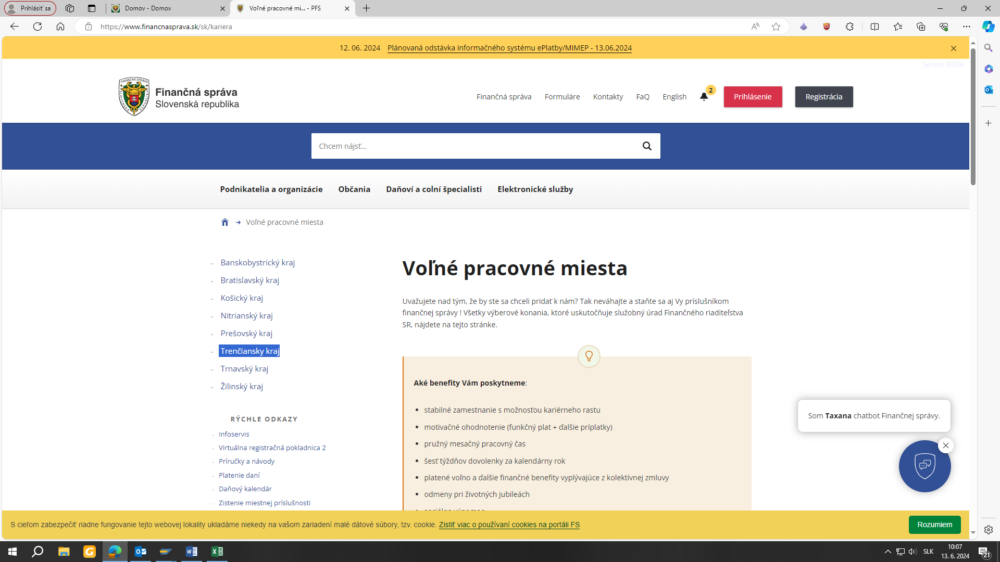 Prihlásiť sa
Domov - Domov
Voľné pracovné mi... - PFS
https://www.financnasprava.sk/sk/kariera
12. 06. 2024 Plánovaná odstávka informačného systému ePlatby/MIMEP - 13.06.2024
Server BB06
FINANČNÁ SPRÁVA
SLOVENSKÁ REPUBLIKA
Finančná správa
Slovenská republika
Finančná správa
Formuláre
Kontakty
FaQ
English
2
Prihlásenie
Registrácia
Chcem nájsť...
Podnikatelia a organizácie
Občania
Daňoví a colní špecialisti
Elektronické služby
Voľné pracovné miesta
Banskobystrický kraj
Bratislavský kraj
Košický kraj
Nitrianský kraj
Prešovský kraj
Trenčiansky kraj
Trnavský kraj
Žilinský kraj
RÝCHLE ODKAZY
Infoservis
Virtuálna registračná pokladnica 2
Príručky a návody
Platenie daní
Daňový kalendár
Zistenie miestnej príslušnosti
Voľné pracovné miesta
Uvažujete nad tým, že by ste sa chceli pridať k nám? Tak neváhajte a staňte sa aj Vy príslušníkom
finančnej správy ! Všetky výberové konania, ktoré uskutočňuje služobný úrad Finančného riaditeľstva
SR, nájdete na tejto stránke.
Aké benefity Vám poskytneme:
stabilné zamestnanie s možnosťou kariérneho rastu
motivačné ohodnotenie (funkčný plat + ďalšie príplatky)
pružný mesačný pracovný čas
šesť týždňov dovolenky za kalendárny rok
platené voľno a ďalšie finančné benefity vyplývajúce z kolektívnej zmluvy
odmeny pri životných jubileách
Som Taxana chatbot Finančnej správy.
S cieľom zabezpečiť riadne fungovanie tejto webovej lokality ukladáme niekedy na vašom zariadení malé dátové súbory, tzv. cookie. Zistiť viac o používaní cookies na portáli FS
Rozumiem
SLK
10:07
13. 6. 2024
21